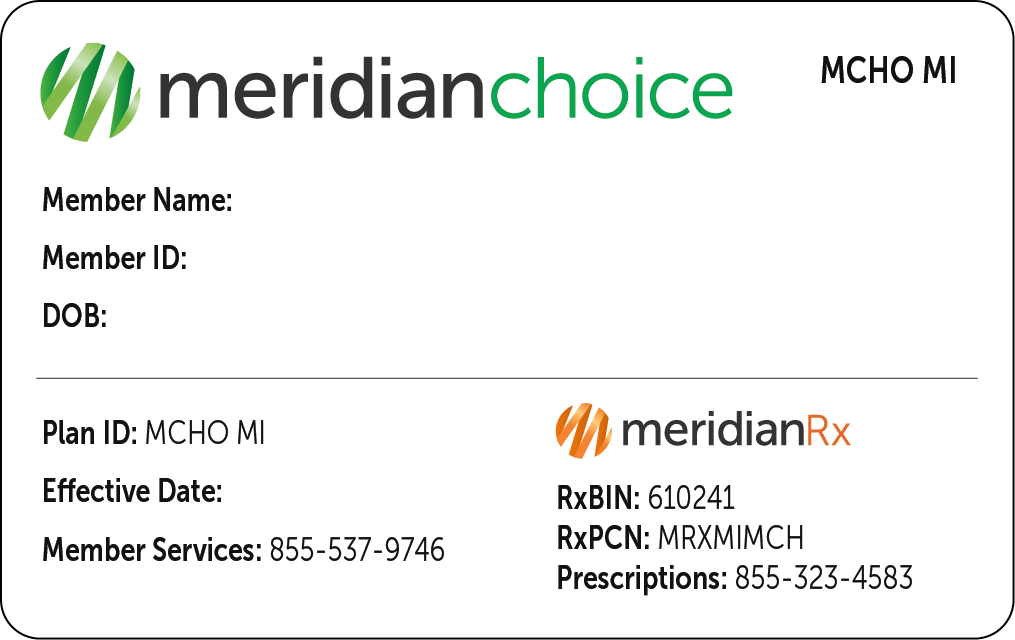 meridianchoice
MCHO MI
Member Name:
Member ID:
DOB:
Plan ID: MCHO MI
Effective Date:
Member Services: 855-537-9746
meridianRx
RxBIN: 610241
RxPCN: MRXMIMCH
Prescriptions: 855-323-4583